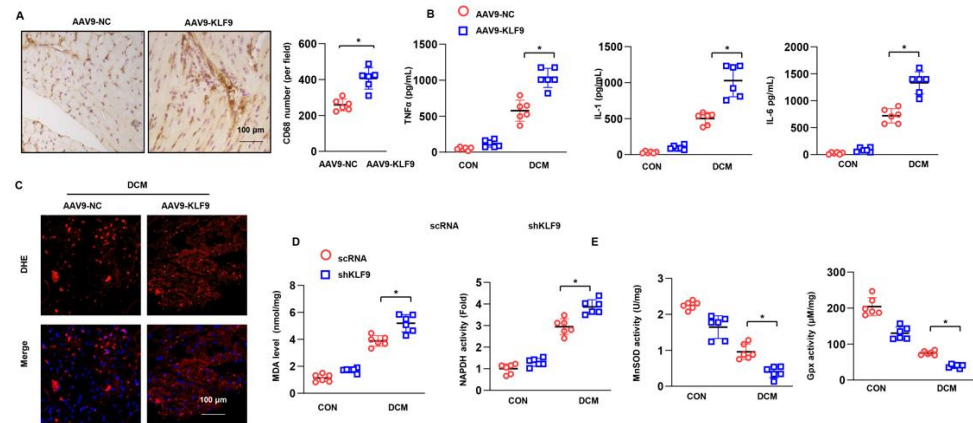 A
AAV9-NC
AAV9-KLF9
100 μm
CD68 number (per field)
600
400
200
0
*
AAV9-NC
AAV9-KLF9
B
AAV9-NC
AAV9-KLF9
TNFα (pg/mL)
1500
1000
500
0
*
CON
DCM
IL-1 (pg/mL)
1500
1000
500
0
*
CON
DCM
IL-6 pg/mL)
2000
1500
1000
500
0
*
CON
DCM
C
DCM
AAV9-NC
AAV9-KLF9
DHE
Merge
100 μm
scRNA
shKLF9
D
scRNA
shKLF9
MDA level (nmol/mg)
8
6
4
2
0
*
CON
DCM
NAPDH activity (Fold)
5
4
3
2
1
0
*
CON
DCM
E
MnSOD activity (U/mg)
3
2
1
0
*
CON
DCM
Gpx activity (μM/mg)
300
200
100
0
*
CON
DCM